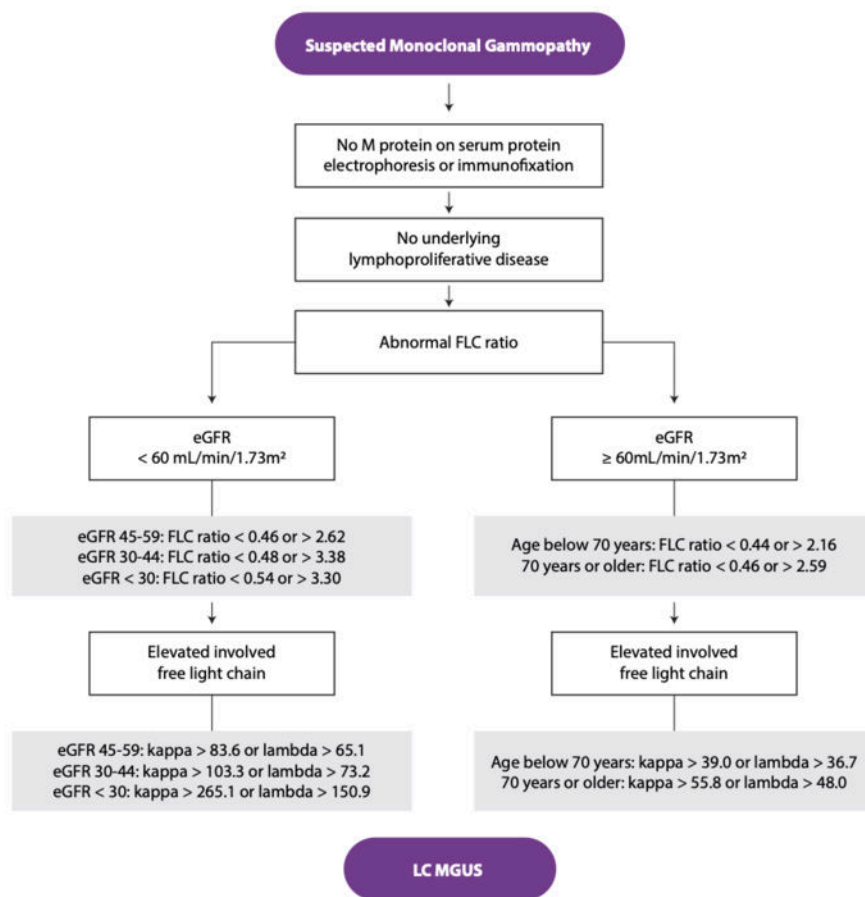 Suspected Monoclonal Gammopathy
No M protein on serum protein
electrophoresis or immunofixation
No underlying
lymphoproliferative disease
Abnormal FLC ratio
eGFR
< 60 mL/min/1.73m²
eGFR 45-59: FLC ratio < 0.46 or > 2.62
eGFR 30-44: FLC ratio < 0.48 or > 3.38
eGFR < 30: FLC ratio < 0.54 or > 3.30
Elevated involved
free light chain
eGFR 45-59: kappa > 83.6 or lambda > 65.1
eGFR 30-44: kappa > 103.3 or lambda > 73.2
eGFR < 30: kappa > 265.1 or lambda > 150.9
eGFR
≥ 60mL/min/1.73m²
Age below 70 years: FLC ratio < 0.44 or > 2.16
70 years or older: FLC ratio < 0.46 or > 2.59
Elevated involved
free light chain
Age below 70 years: kappa > 39.0 or lambda > 36.7
70 years or older: kappa > 55.8 or lambda > 48.0
LC MGUS